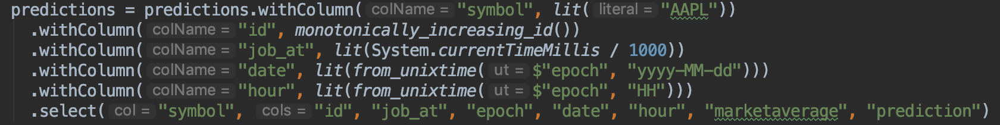 predictions = predictions.withColumn( colName = "symbol", lit( literal = "AAPL"))
.withColumn( colName = "id", monotonically_increasing_id())
.withColumn( colName = "job_at", lit(System.currentTimeMillis / 1000))
.withColumn( colName = "date", lit(from_unixtime( ut = $"epoch", "yyyy-MM-dd")))
.withColumn( colName = "hour", lit(from_unixtime( ut = $"epoch", "HH")))
.select( col = "symbol", cols = "id", "job_at", "epoch", "date", "hour", "marketaverage", "prediction")